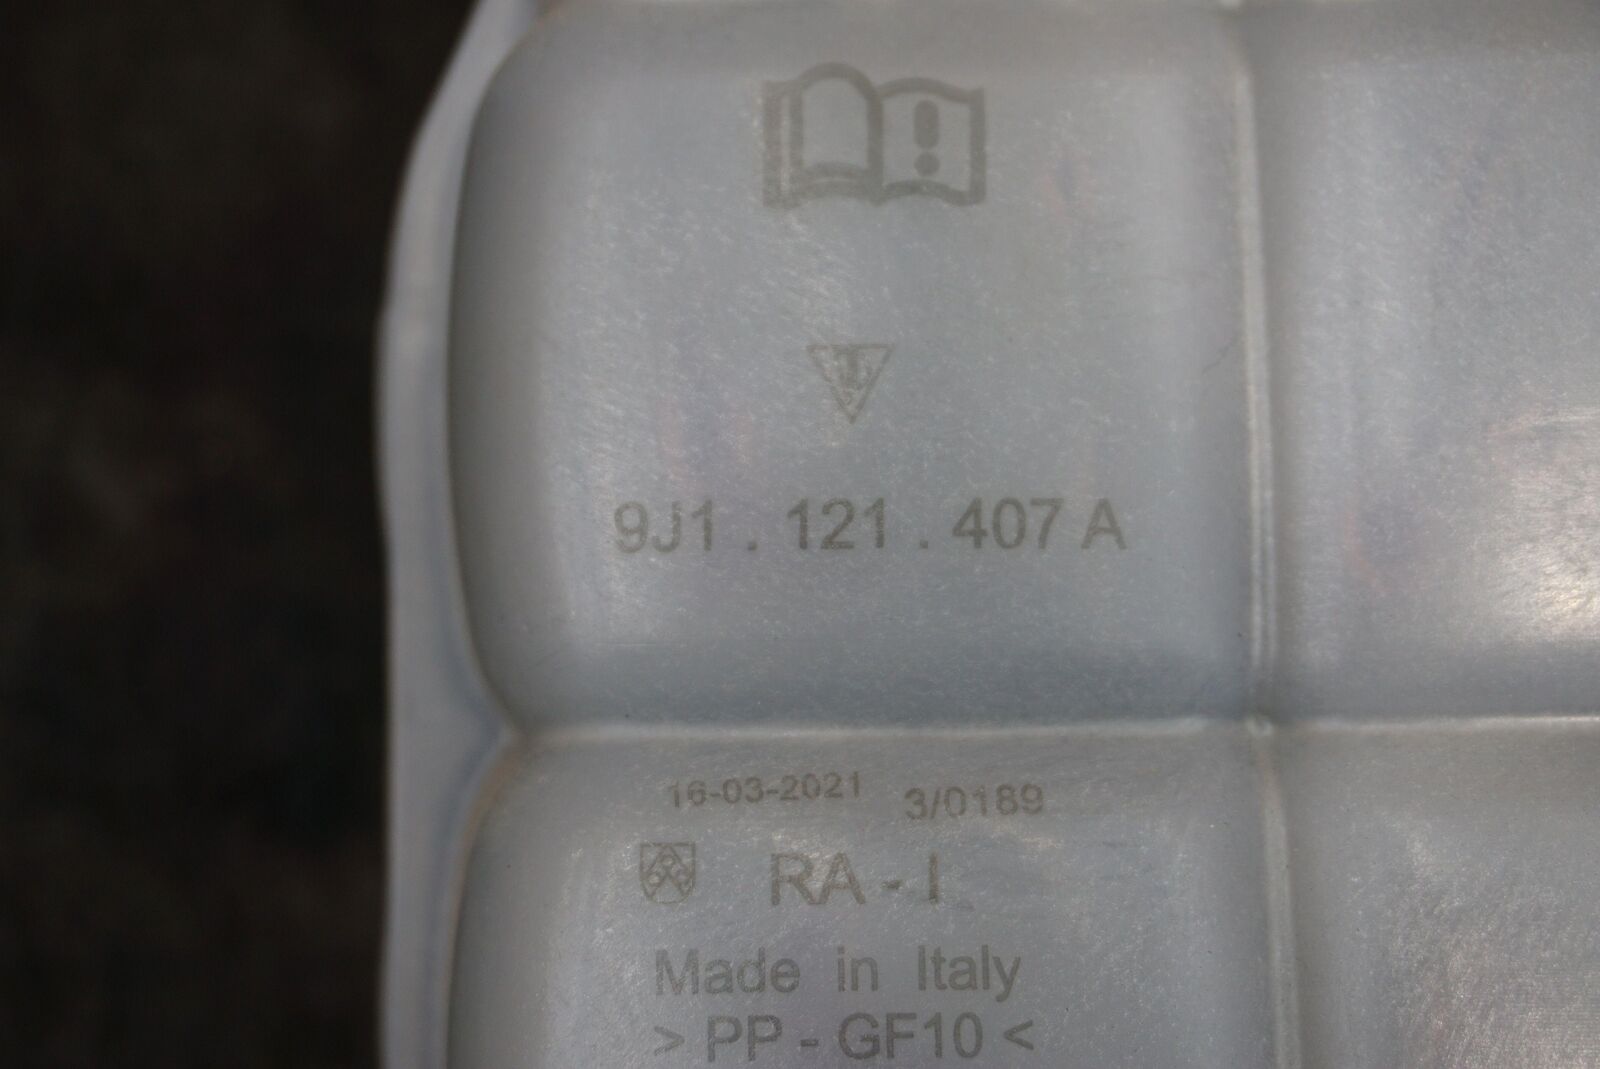 9J1 . 121 . 407 A
16-03-2021 3/0189
RA - I
Made in Italy
> PP - GF10 <